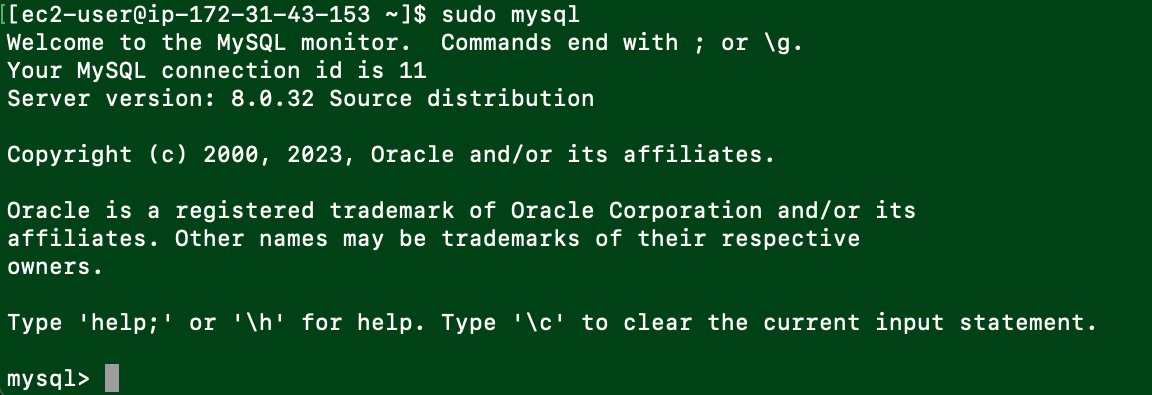 [[ec2-user@ip-172-31-43-153 ~]$ sudo mysql
Welcome to the MySQL monitor.  Commands end with ; or \g.
Your MySQL connection id is 11
Server version: 8.0.32 Source distribution
Copyright (c) 2000, 2023, Oracle and/or its affiliates.
Oracle is a registered trademark of Oracle Corporation and/or its
affiliates. Other names may be trademarks of their respective
owners.
Type 'help;' or '\h' for help. Type '\c' to clear the current input statement.
mysql>